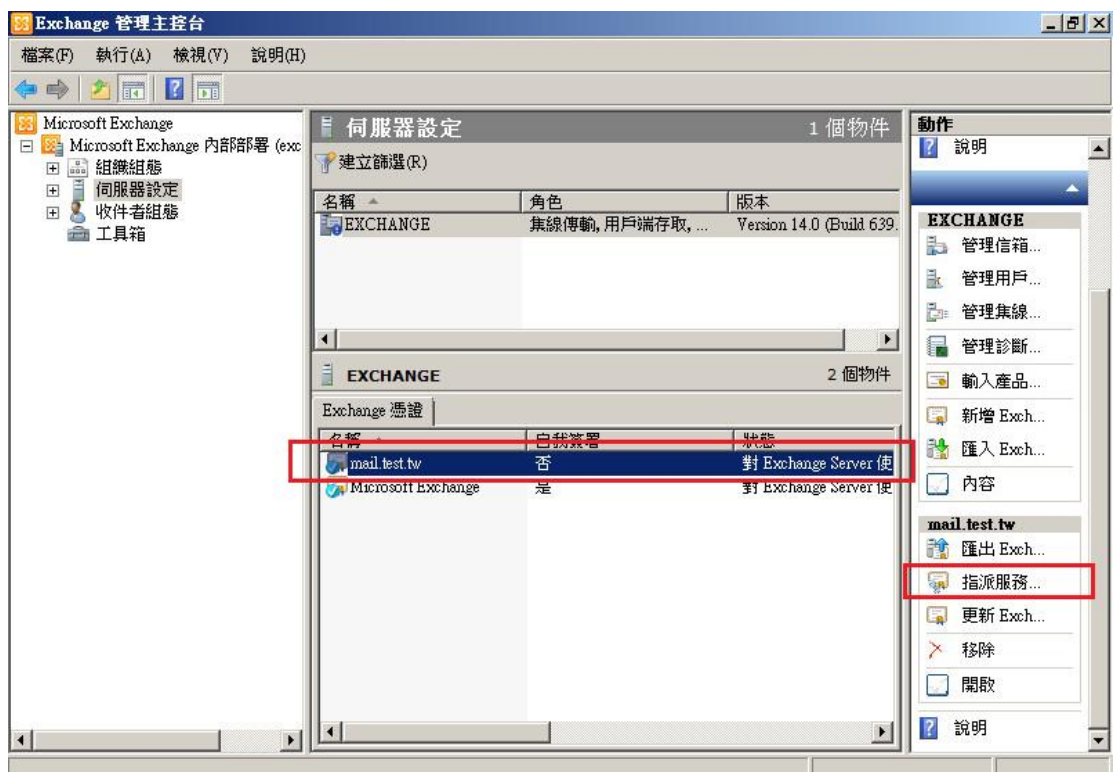 Exchange 管理主控台
檔案(F) 執行(A) 檢視(V) 說明(H)
Microsoft Exchange
Microsoft Exchange 內部部署 (exc
組織組態
伺服器設定
收件者組態
工具箱
伺服器設定 1 個物件
建立篩選(R)
名稱 角色 版本
EXCHANGE 集線傳輸, 用戶端存取, ... Version 14.0 (Build 639.
EXCHANGE 2 個物件
Exchange 憑證
名稱 自我簽署 狀態
mail.test.tw 否 對 Exchange Server 使
Microsoft Exchange 是 對 Exchange Server 使
動作
說明
EXCHANGE
管理信箱...
管理用戶...
管理集線...
管理診斷...
輸入產品...
新增 Exch...
匯入 Exch...
內容
mail.test.tw
匯出 Exch...
指派服務...
更新 Exch...
移除
開啟
說明